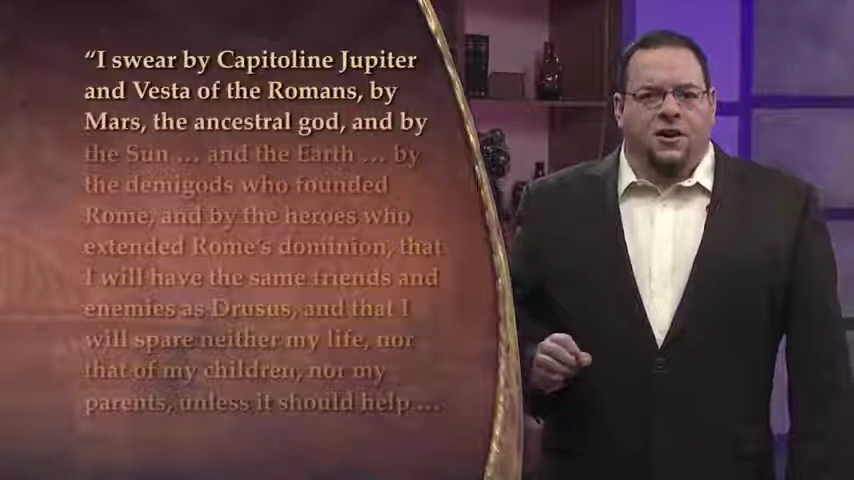 “I swear by Capitoline Jupiter
and Vesta of the Romans, by
Mars, the ancestral god, and by
the Sun … and the Earth … by
the demigods who founded
Rome, and by the heroes who
extended Rome’s dominion, that
I will have the same friends and
enemies as Drusus, and that I
will spare neither my life, nor
that of my children, nor my
parents, unless it should help …